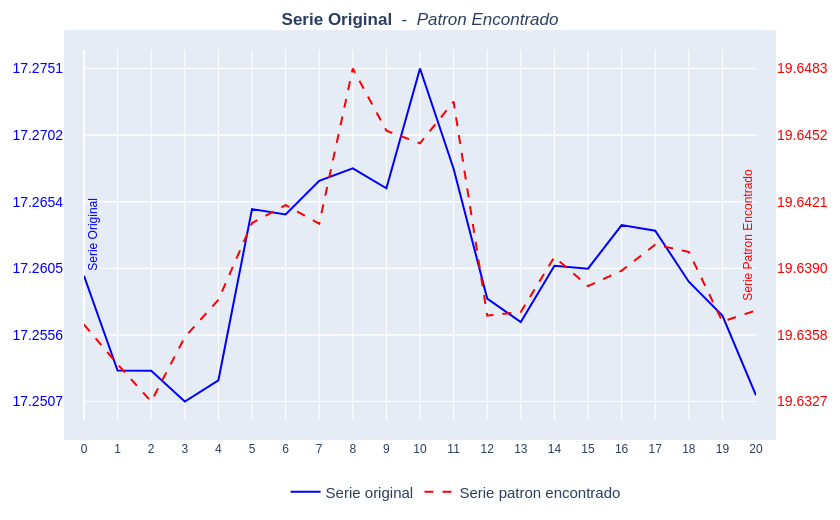 Serie Original - Patron Encontrado
17.2751
17.2702
17.2654
17.2605
17.2556
17.2507
Serie Original
19.6483
19.6452
19.6421
19.6390
19.6358
19.6327
Serie Patron Encontrado
0 1 2 3 4 5 6 7 8 9 10 11 12 13 14 15 16 17 18 19 20
Serie original Serie patron encontrado